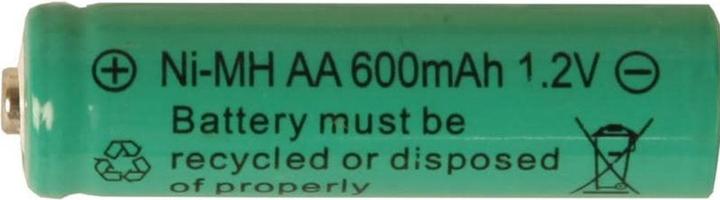 ⊕ Ni-MH AA 600mAh 1.2V ⊖
Battery must be
recycled or disposed
of properly